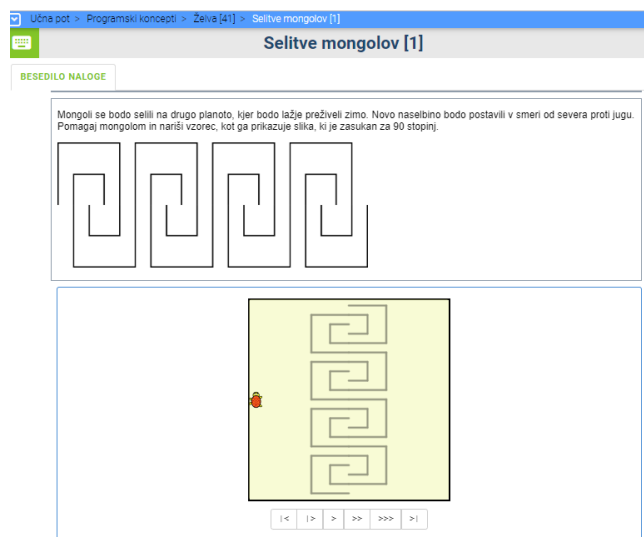 Učna pot > Programski koncepti > Želva [41] > Selitve mongolov [1]
Selitve mongolov [1]
BESEDILO NALOGE
Mongoli se bodo selili na drugo planoto, kjer bodo lažje preživeli zimo. Novo naselbino bodo postavili v smeri od severa proti jugu.
Pomagaj mongolom in nariši vzorec, kot ga prikazuje slika, ki je zasukan za 90 stopinj.
|< |> > >> >>> >|